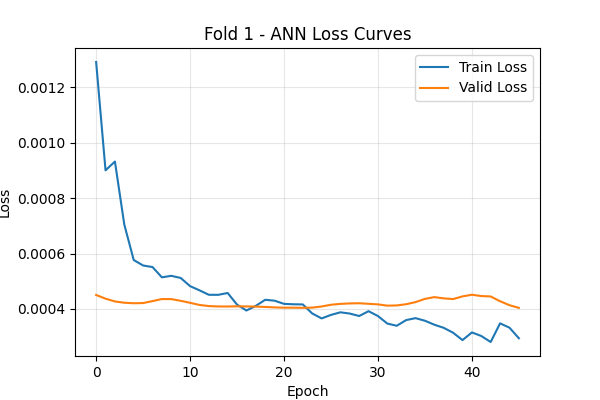 Fold 1 - ANN Loss Curves
Train Loss
Valid Loss
0.0012
0.0010
0.0008
0.0006
0.0004
Loss
0
10
20
30
40
Epoch